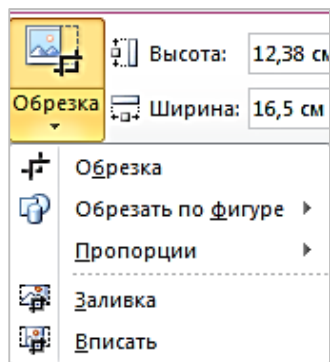 Высота: 12,38 см
Обрезка
Ширина: 16,5 см
Обрезка
Обрезать по фигуре
Пропорции
Заливка
Вписать